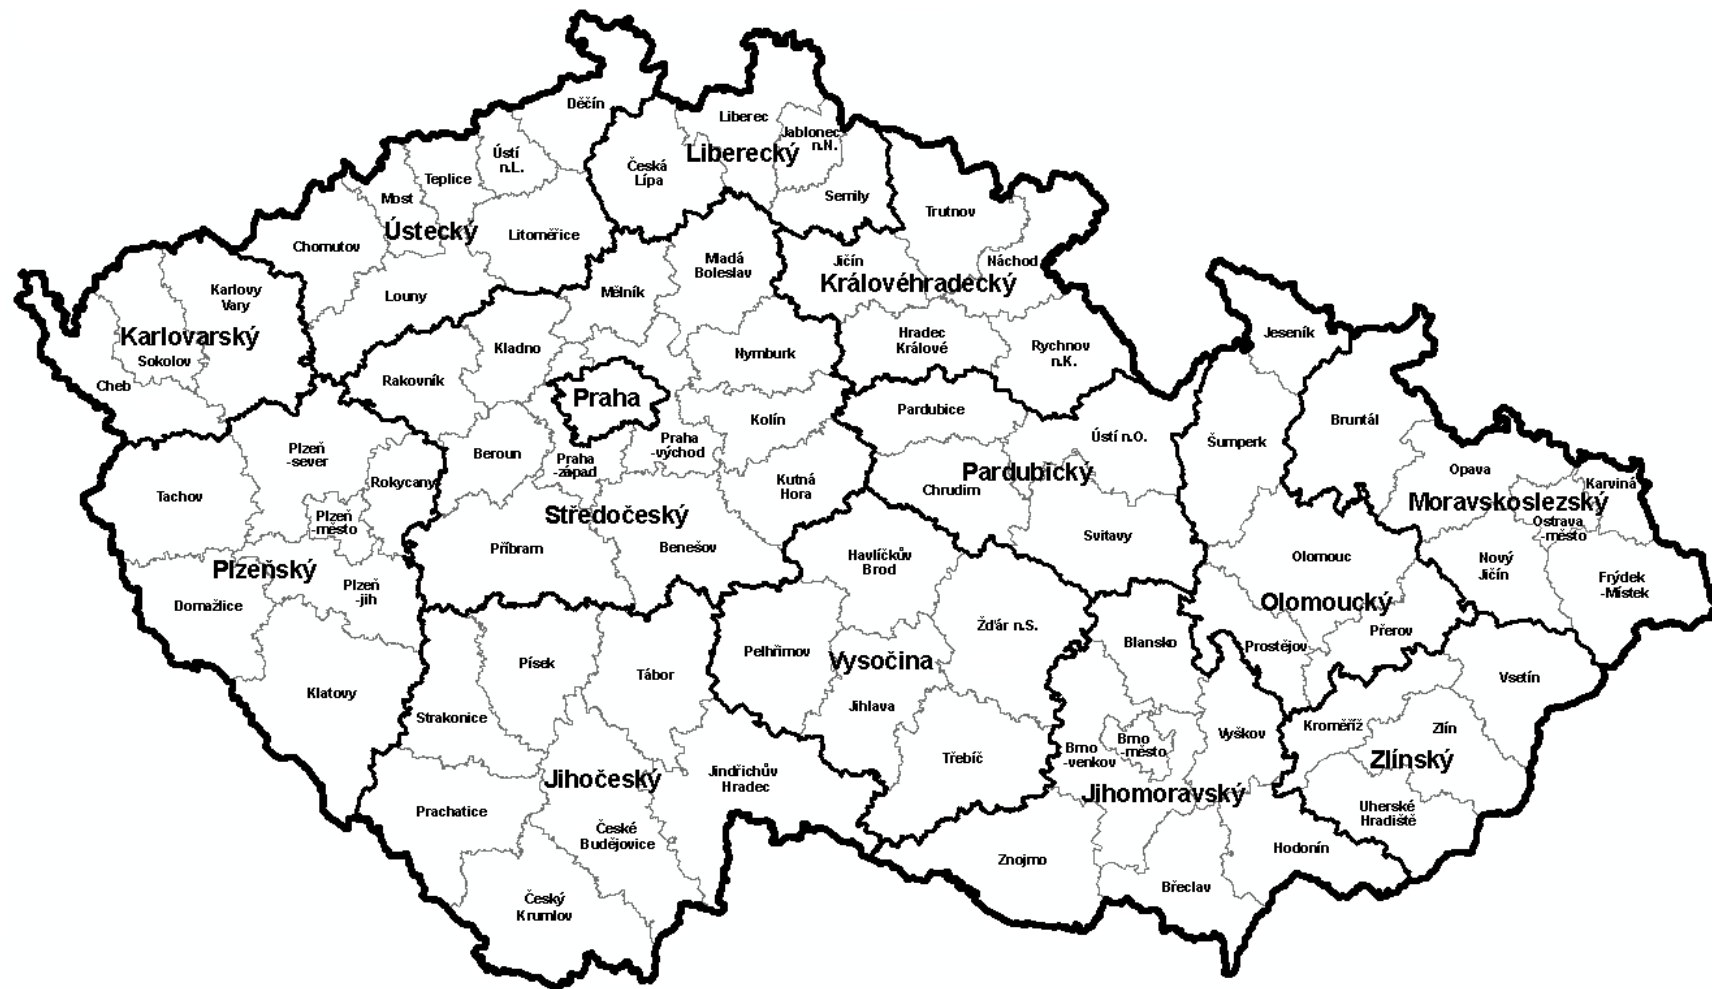 Děčín
Liberec
Jablonec
n.N.
Liberecký
Ústí
n.L.
Česká
Lípa
Teplice
Most
Semily
Trutnov
Ústecký
Litoměřice
Chomutov
Mladá
Boleslav
Jičín
Náchod
Královéhradecký
Karlovy
Vary
Louny
Mělník
Karlovarský
Sokolov
Cheb
Kladno
Nymburk
Hradec
Králové
Rychnov
n.K.
Jeseník
Rakovník
Praha
Kolín
Pardubice
Bruntál
Plzeň
-sever
Beroun
Praha
-západ
Praha
-východ
Ústí n.O.
Šumperk
Tachov
Rokycany
Kutná
Hora
Pardubický
Chrudim
Opava
Karviná
Moravskoslezský
Ostrava
-město
Plzeň
-město
Středočeský
Příbram
Benešov
Havlíčkův
Brod
Svitavy
Olomouc
Nový
Jičín
Frýdek
-Místek
Plzeňský
Domažlice
Plzeň
-jih
Olomoucký
Žďár n.S.
Blansko
Prostějov
Přerov
Písek
Tábor
Pelhřimov
Vysočina
Klatovy
Vsetín
Strakonice
Jihlava
Kroměříž
Zlín
Vyškov
Brno
-venkov
Brno
-město
Třebíč
Zlínský
Jihočeský
Jindřichův
Hradec
Jihomoravský
Prachatice
České
Budějovice
Uherské
Hradiště
Znojmo
Hodonín
Břeclav
Český
Krumlov